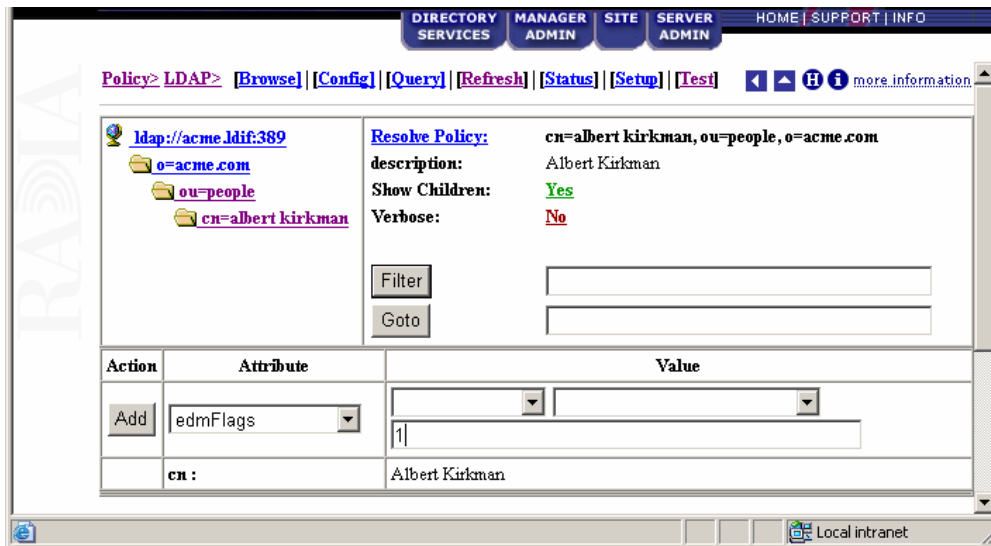 DIRECTORY SERVICES MANAGER ADMIN SITE SERVER ADMIN HOME | SUPPORT | INFO
Policy> LDAP> [Browse] | [Config] | [Query] | [Refresh] | [Status] | [Setup] | [Test] H i more information
RADIA
ldap://acme.ldif:389
o=acme.com
ou=people
cn=albert kirkman
Resolve Policy: cn=albert kirkman, ou=people, o=acme.com
description: Albert Kirkman
Show Children: Yes
Verbose: No
Filter
Goto
Action Attribute Value
Add edmFlags
1
cn : Albert Kirkman
Local intranet